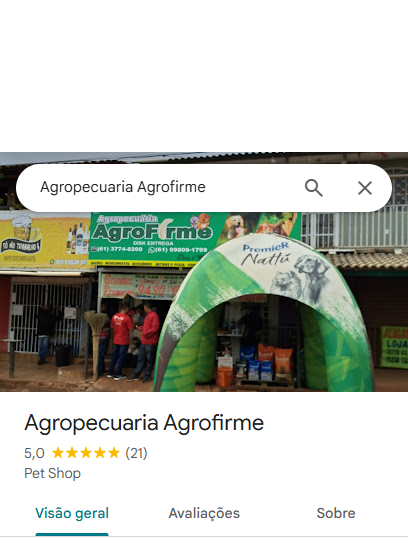 Agropecuaria Agrofirme
Agropecuária
AgroFirme
DISK ENTREGA
(61) 3774-8260 (61) 99809-1799
TÔ NO TRABALHO
PremieR
Nattú
Agropecuaria Agrofirme
5,0 ★★★★★ (21)
Pet Shop
Visão geral Avaliações Sobre